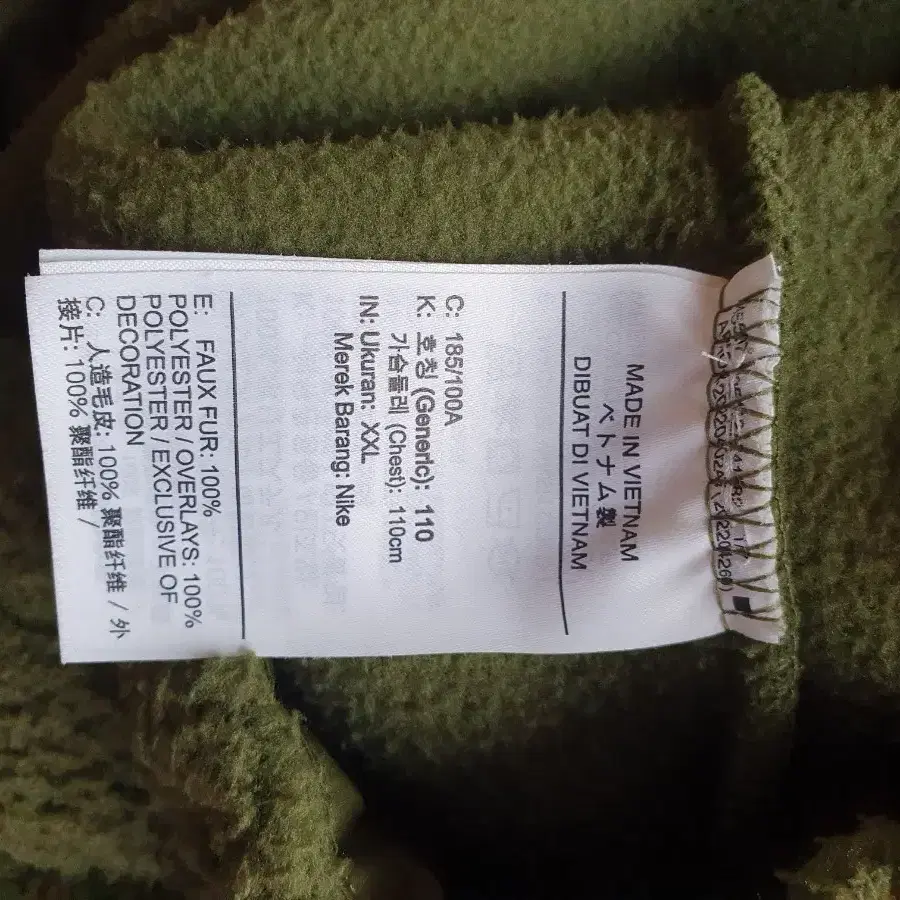 MADE IN VIETNAM
ベトナム製
DIBUAT DI VIETNAM
C: 185/100A
K: 호칭 (Generic): 110
가슴둘레 (Chest): 110cm
IN: Ukuran: XXL
Merek Barang: Nike
E: FAUX FUR: 100%
POLYESTER / OVERLAYS: 100%
POLYESTER / EXCLUSIVE OF
DECORATION
C: 人造毛皮: 100% 聚酯纤维 / 外
接片: 100% 聚酯纤维 /